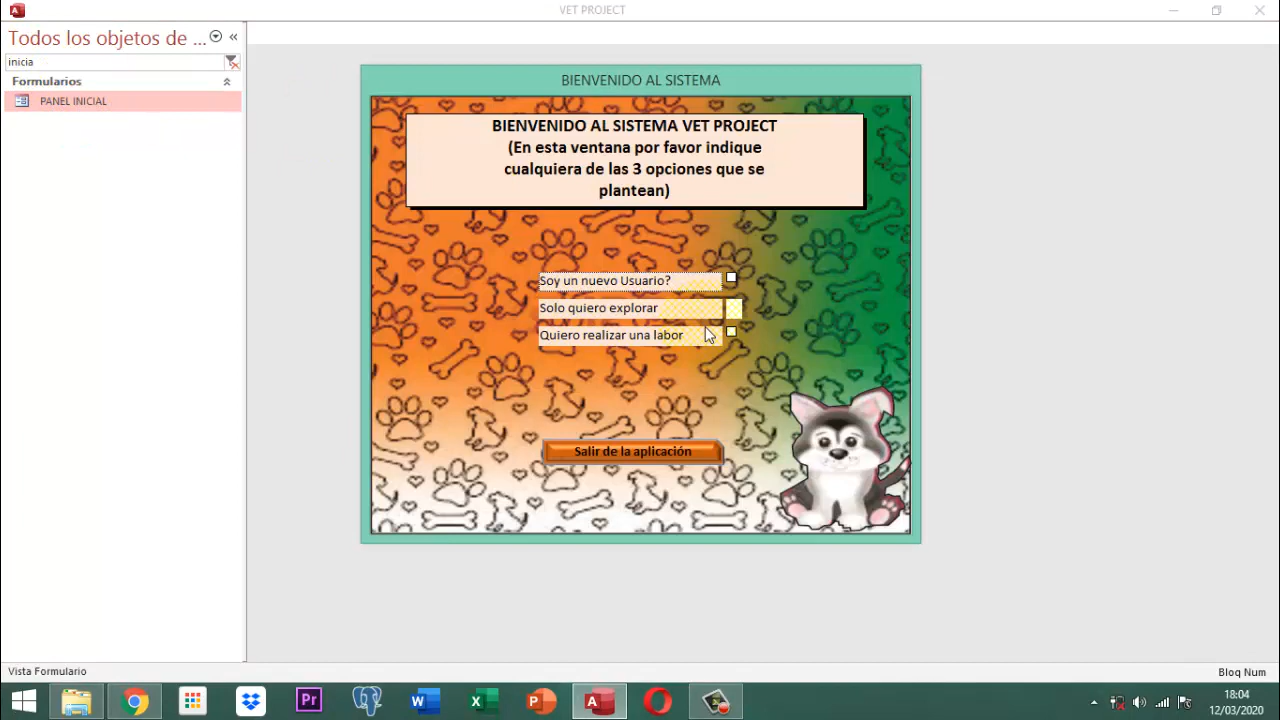 VET PROJECT
Todos los objetos de ...
inicia
Formularios
PANEL INICIAL
BIENVENIDO AL SISTEMA
BIENVENIDO AL SISTEMA VET PROJECT
(En esta ventana por favor indique
cualquiera de las 3 opciones que se
plantean)
Soy un nuevo Usuario?
Solo quiero explorar
Quiero realizar una labor
Salir de la aplicación
Vista Formulario
Bloq Num
18:04
12/03/2020